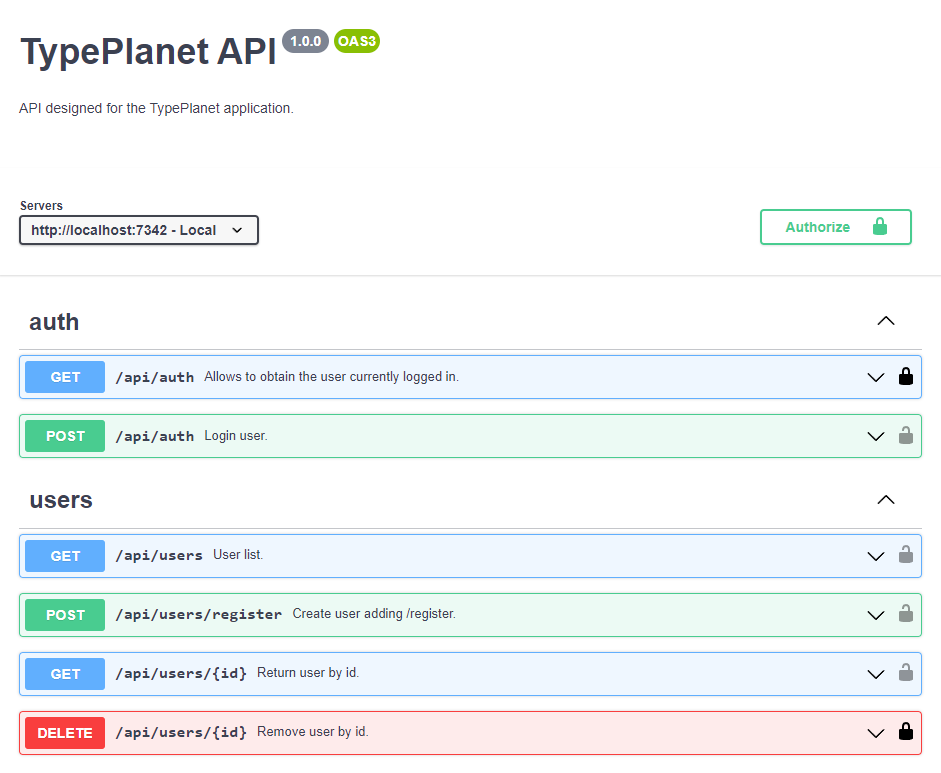 TypePlanet API 1.0.0 OAS3
API designed for the TypePlanet application.
Servers
http://localhost:7342 - Local
Authorize
auth
GET /api/auth Allows to obtain the user currently logged in.
POST /api/auth Login user.
users
GET /api/users User list.
POST /api/users/register Create user adding /register.
GET /api/users/{id} Return user by id.
DELETE /api/users/{id} Remove user by id.